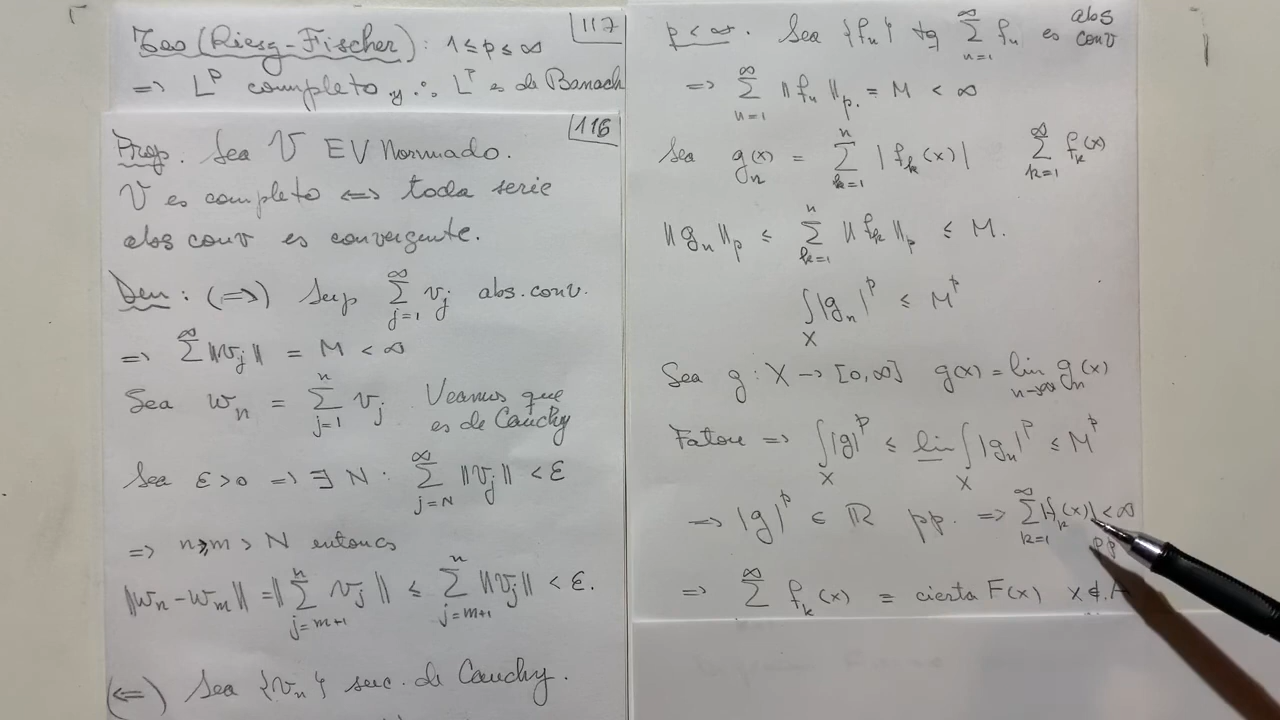 Teo (Riesz-Fischer): 1 ≤ p ≤ ∞
117
=> L^p completo y ∴ L^p es de Banach
116
Prop. Sea V EV Normado.
V es completo <=> toda serie
abs conv es convergente.
Dem: (=>) Sup ∑_{j=1}^∞ v_j abs. conv.
=> ∑^∞ ||v_j|| = M < ∞
Sea w_n = ∑_{j=1}^n v_j Veamos que
es de Cauchy
Sea ε>0 => ∃ N : ∑_{j=N}^∞ ||v_j|| < ε
=> n ≥ m > N entonces
||w_n - w_m|| = ||∑_{j=m+1}^n v_j|| ≤ ∑_{j=m+1}^n ||v_j|| < ε.
(<=) Sea {v_n} suc. de Cauchy.
p < ∞. Sea {f_n} tq ∑_{n=1}^∞ f_n es abs conv
=> ∑_{n=1}^∞ ||f_n||_p = M < ∞
Sea g_n(x) = ∑_{k=1}^n |f_k(x)| ∑_{k=1}^∞ f_k(x)
||g_n||_p ≤ ∑_{k=1}^n ||f_k||_p ≤ M.
∫_X |g_n|^p ≤ M^p
Sea g : X -> [0,∞] g(x) = lim_{n->∞} g_n(x)
Fatou => ∫_X |g|^p ≤ lim ∫_X |g_n|^p ≤ M^p
=> |g|^p ∈ ℝ pp. => ∑_{k=1}^∞ |f_k(x)| < ∞
pp
=> ∑^∞ f_k(x) = cierta F(x) x ∉ A